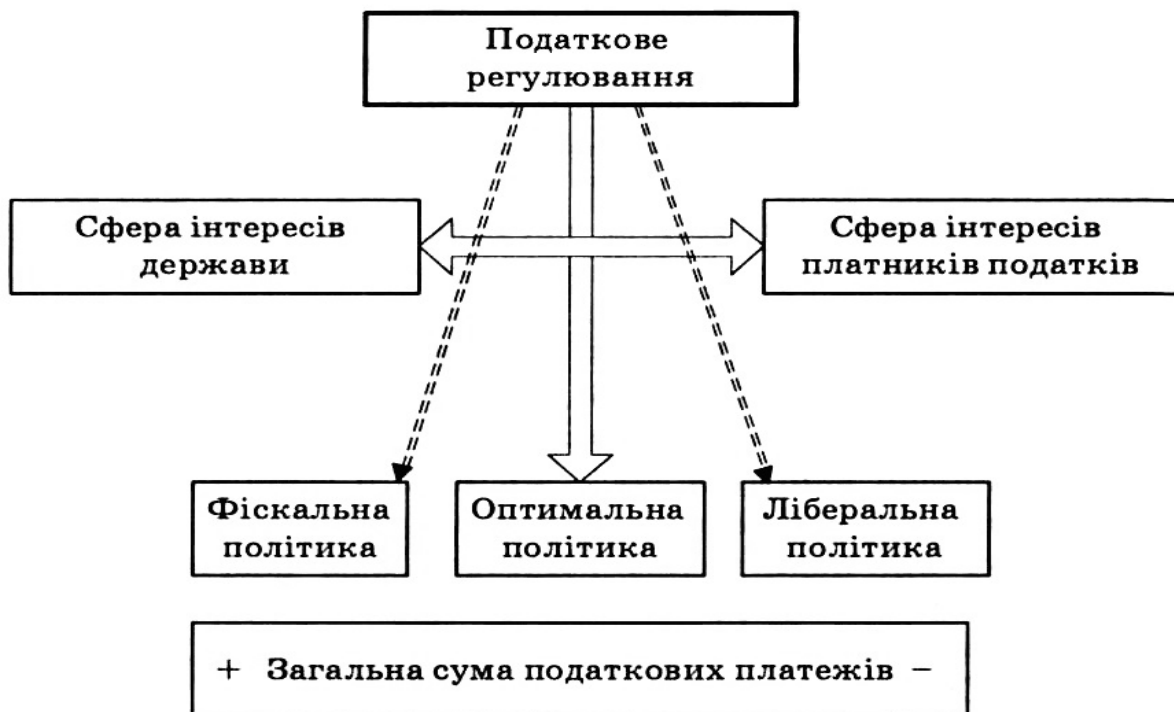 Податкове
регулювання
Сфера інтересів
держави
Сфера інтересів
платників податків
Фіскальна
політика
Оптимальна
політика
Ліберальна
політика
+ Загальна сума податкових платежів −